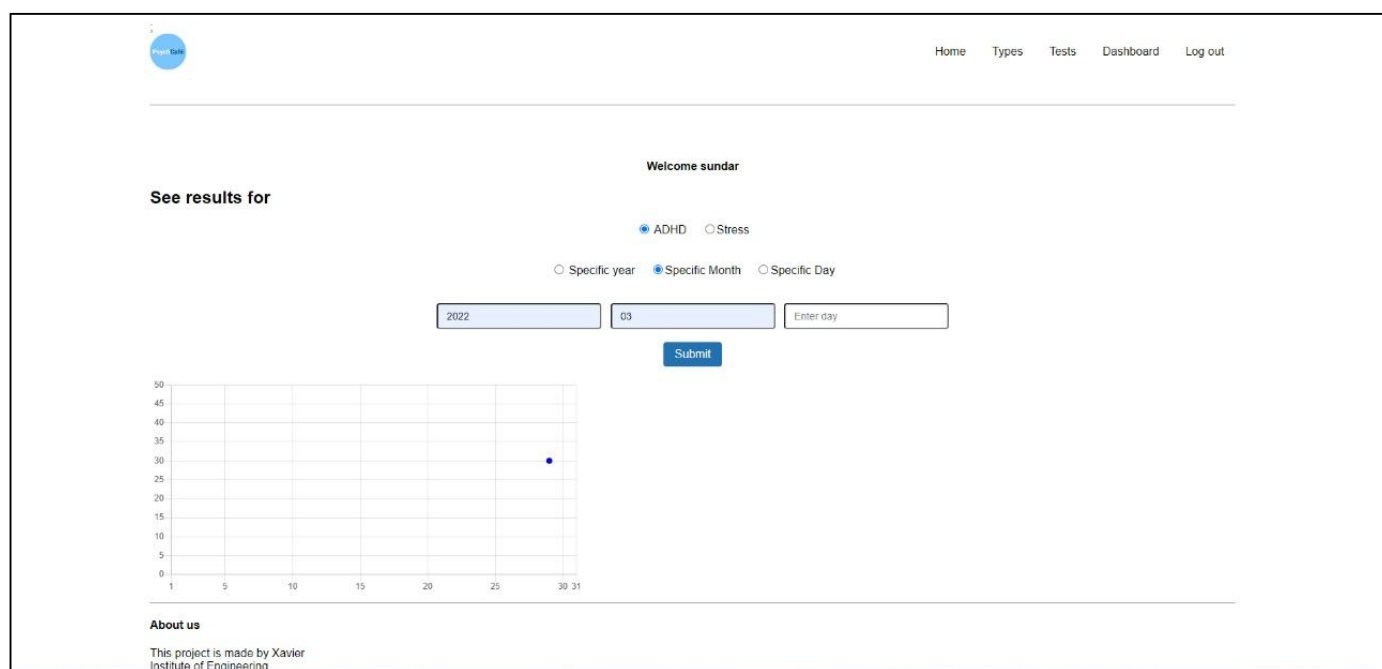 PsychCafé
Home Types Tests Dashboard Log out
Welcome sundar
See results for
ADHD Stress
Specific year Specific Month Specific Day
2022 03 Enter day
Submit
50
45
40
35
30
25
20
15
10
5
0
1 5 10 15 20 25 30 31
About us
This project is made by Xavier
Institute of Engineering